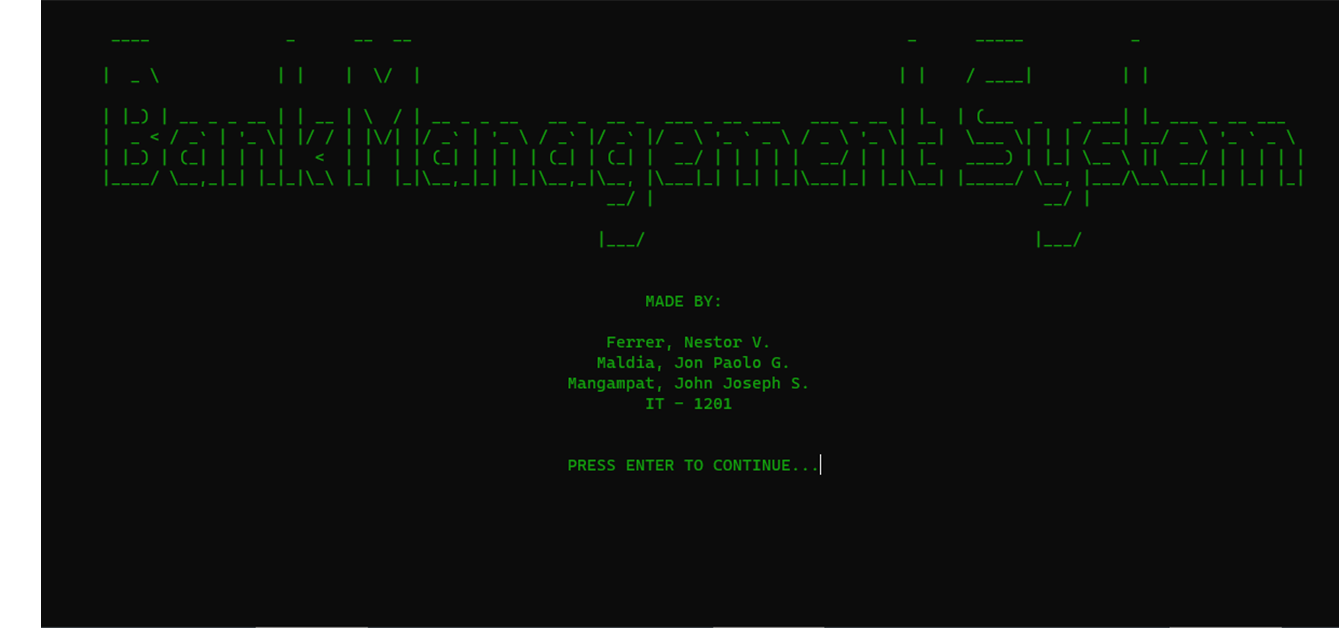 Bank Management System
MADE BY:
Ferrer, Nestor V.
Maldia, Jon Paolo G.
Mangampat, John Joseph S.
IT - 1201
PRESS ENTER TO CONTINUE...